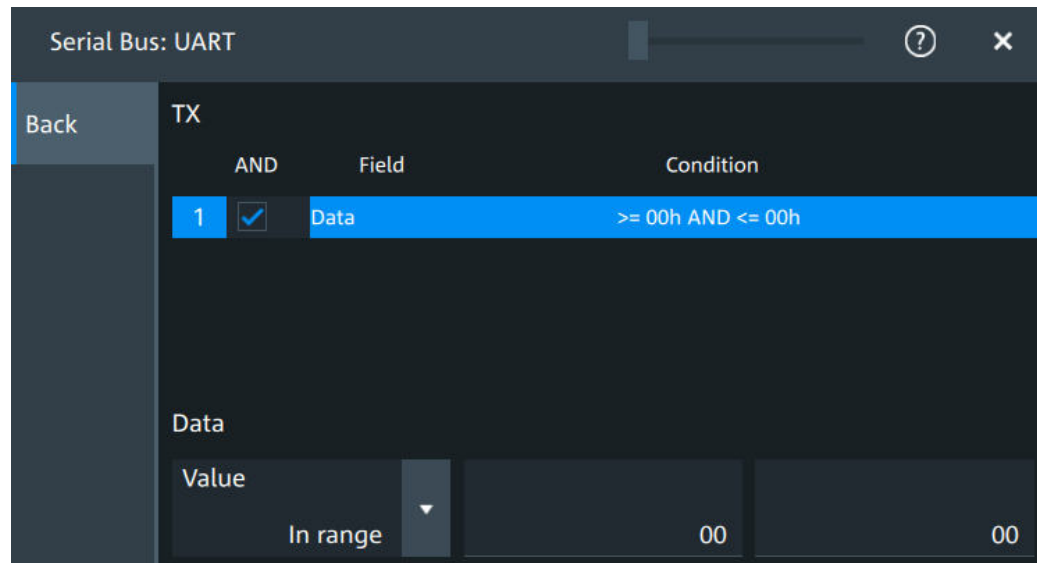 Serial Bus: UART ?
Back
TX
AND Field Condition
1 Data >= 00h AND <= 00h
Data
Value
In range 00 00